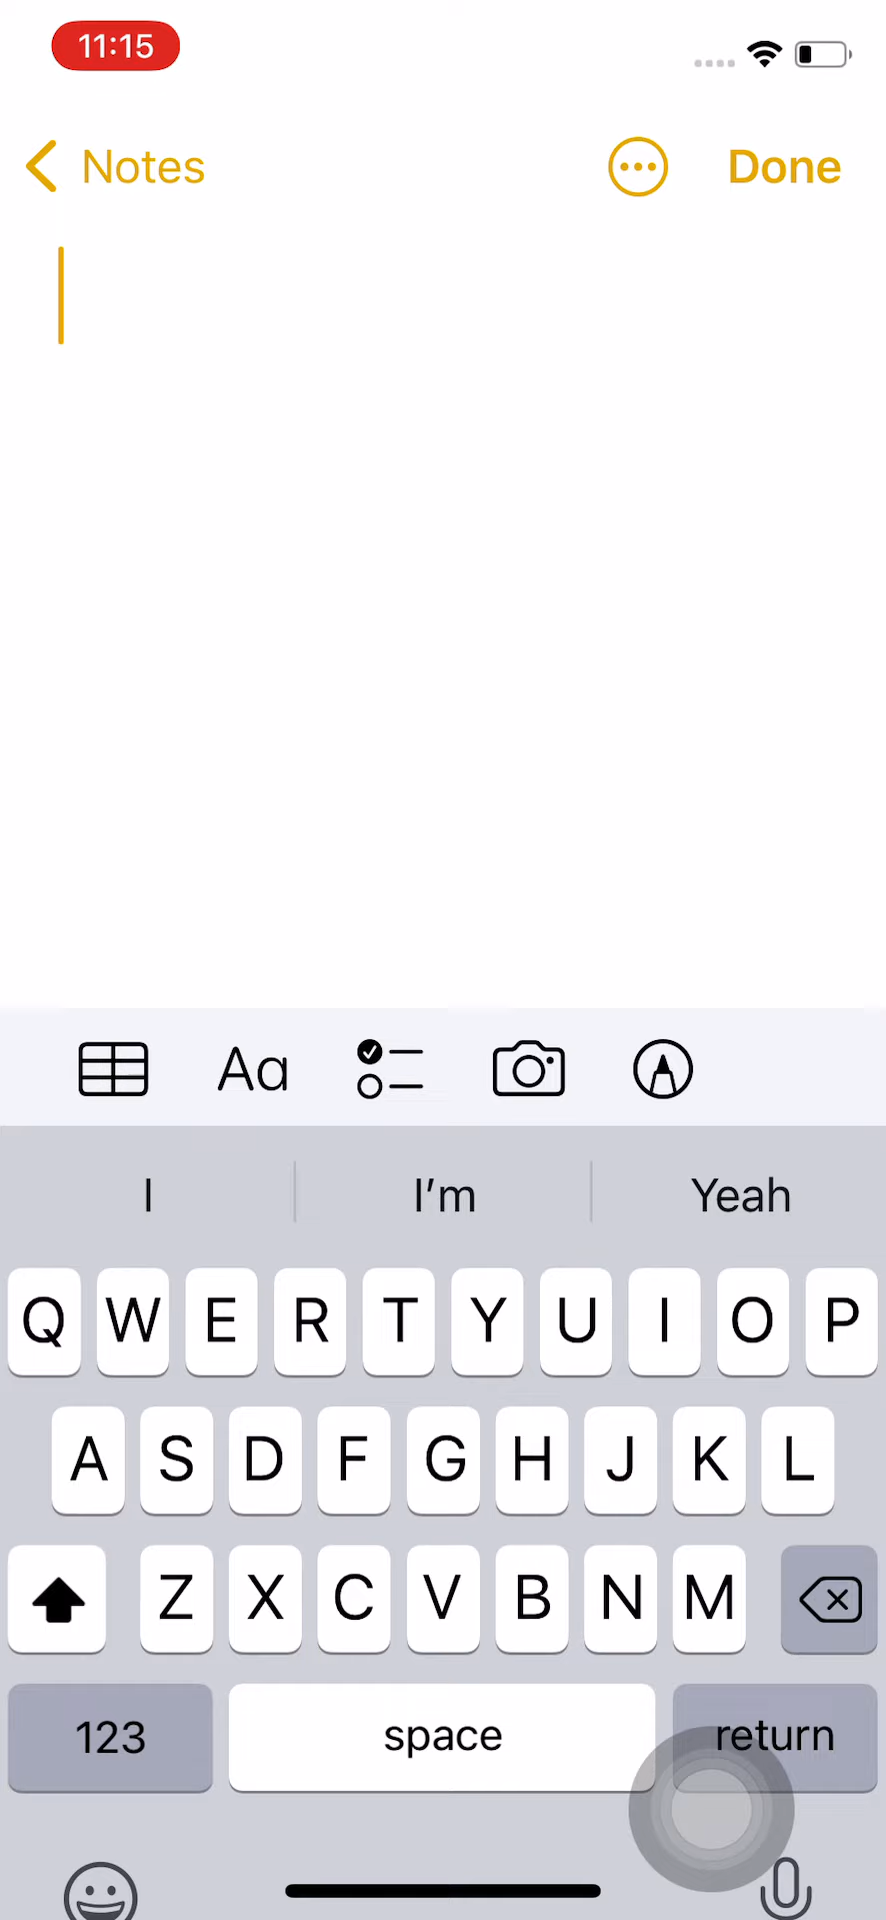 11:15
Notes Done
Aa
I I'm Yeah
Q W E R T Y U I O P
A S D F G H J K L
Z X C V B N M
123 space return